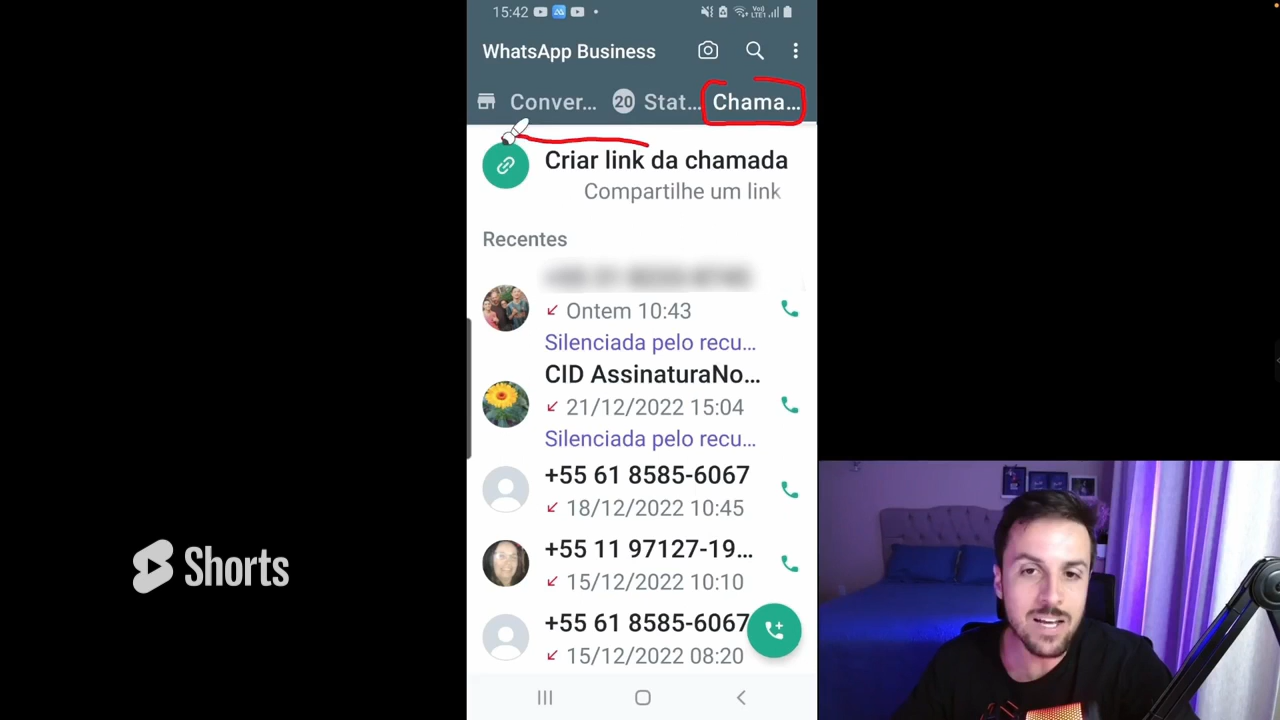 15:42
WhatsApp Business
Conver... 20 Stat... Chama...
Criar link da chamada
Compartilhe um link
Recentes
Ontem 10:43
Silenciada pelo recu...
CID AssinaturaNo...
21/12/2022 15:04
Silenciada pelo recu...
+55 61 8585-6067
18/12/2022 10:45
+55 11 97127-19...
15/12/2022 10:10
+55 61 8585-6067
15/12/2022 08:20
Shorts